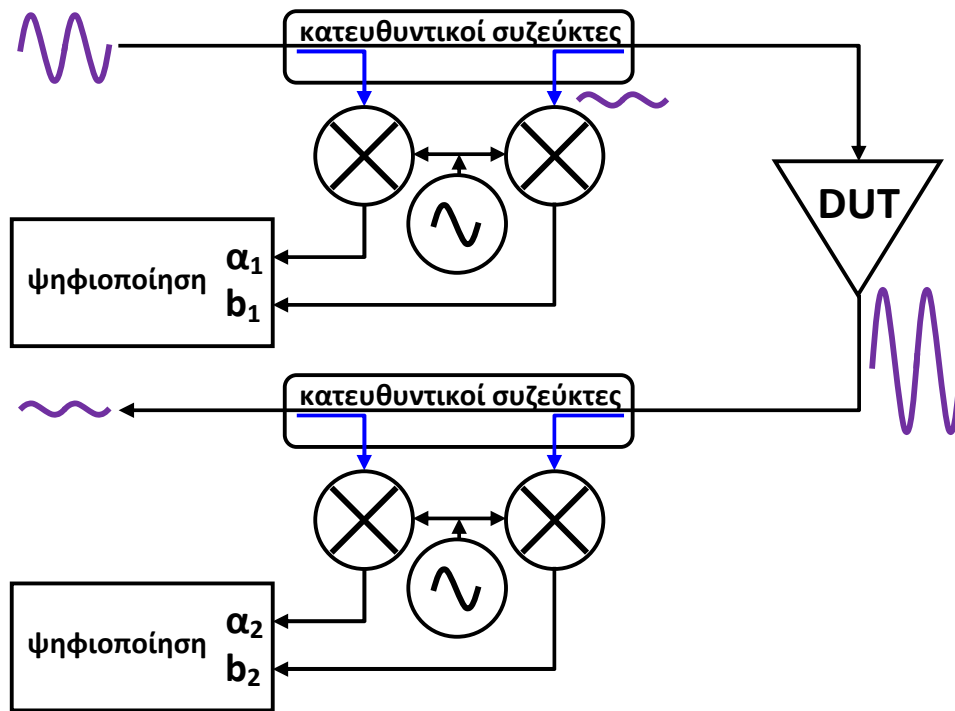 κατευθυντικοί συζεύκτες
DUT
ψηφιοποίηση
α1
b1
κατευθυντικοί συζεύκτες
ψηφιοποίηση
α2
b2